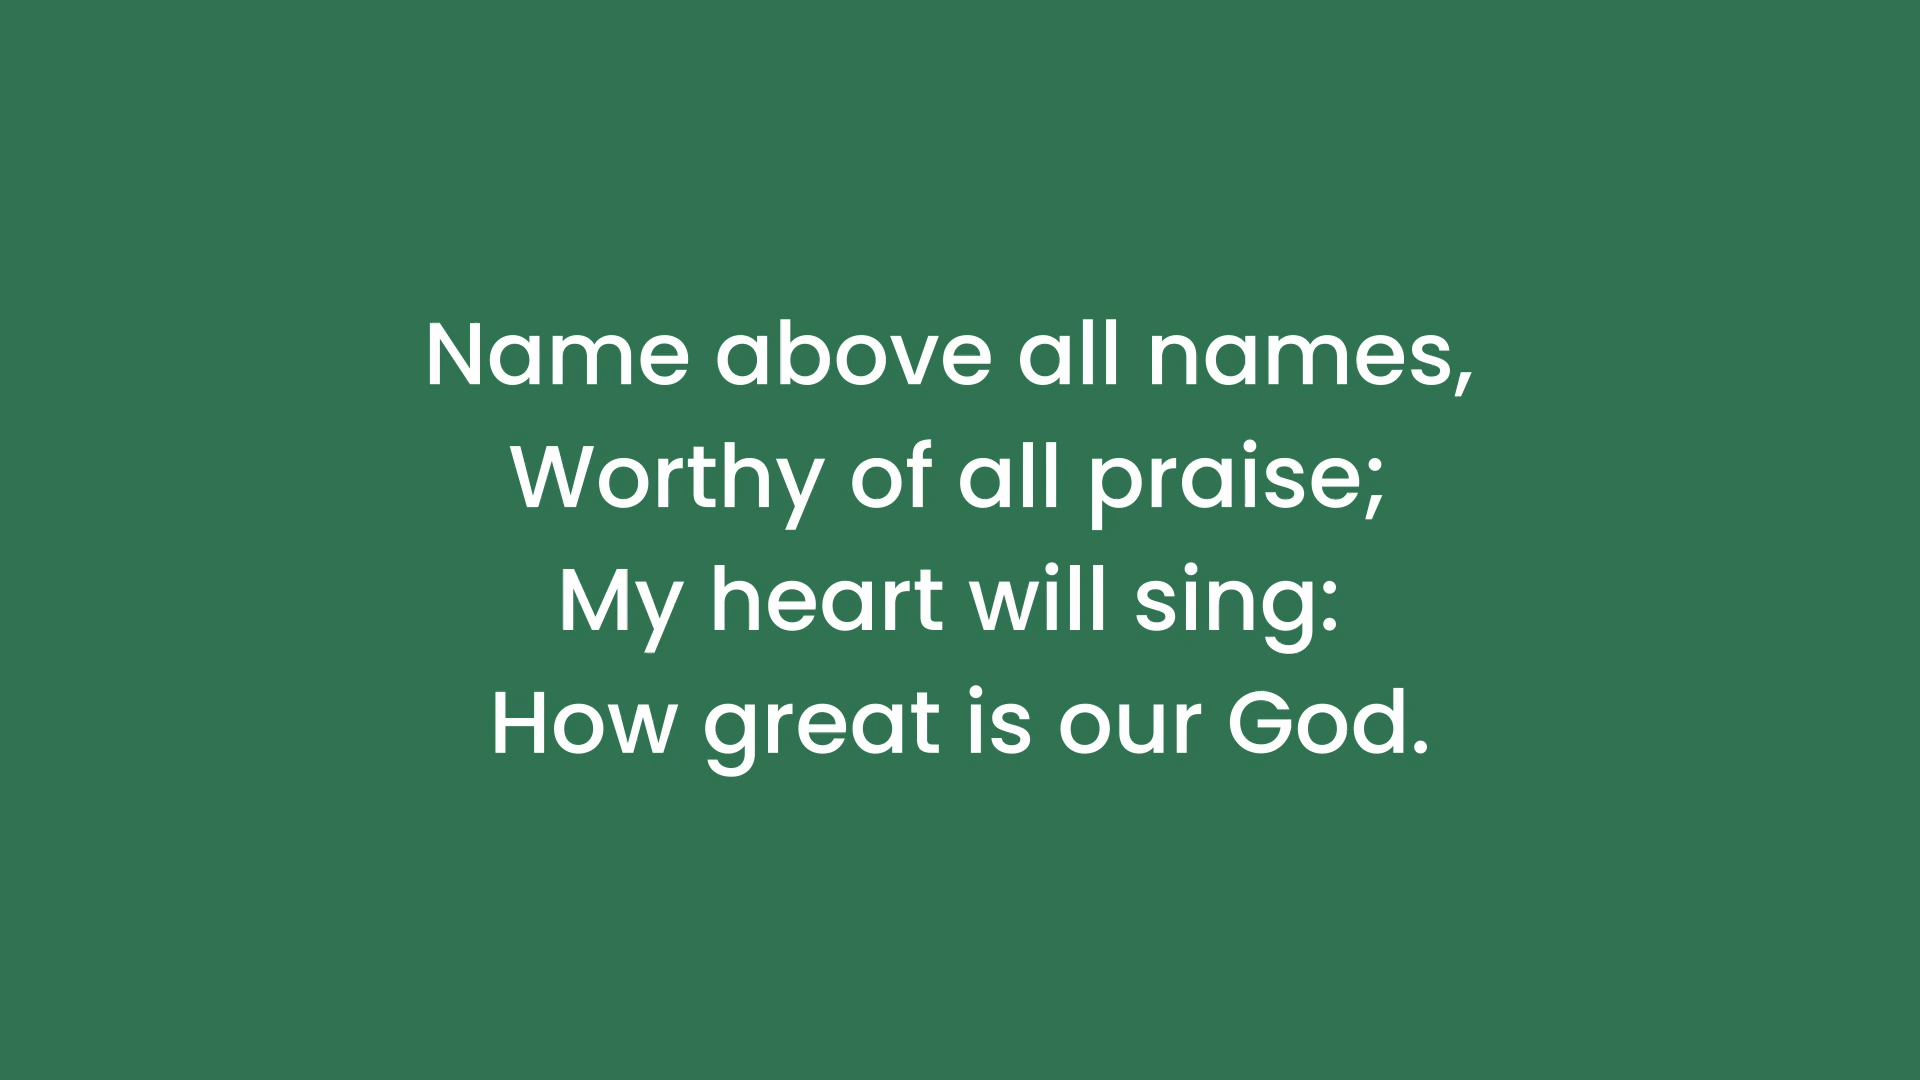 Name above all names,
Worthy of all praise;
My heart will sing:
How great is our God.